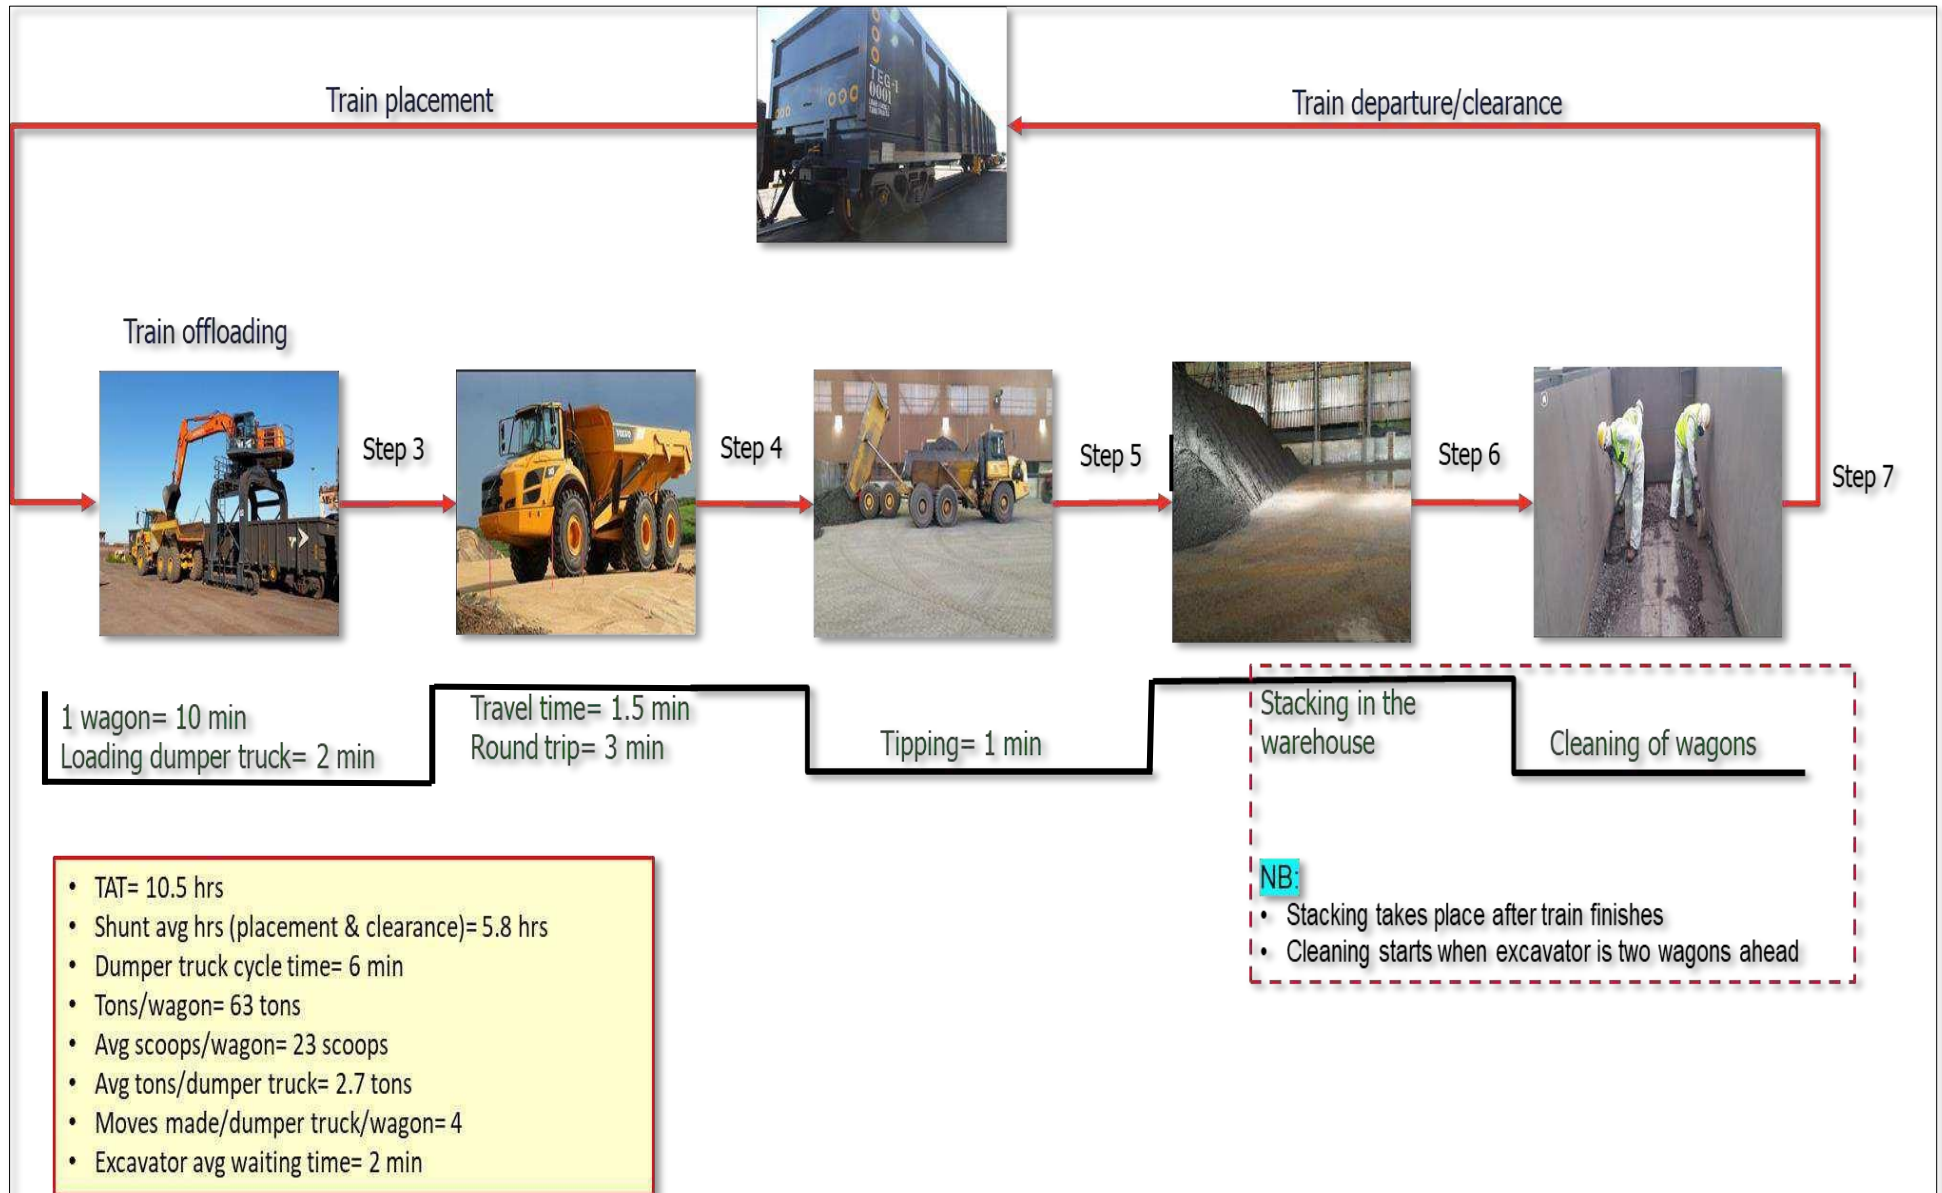 TEG-1
0001
Train placement
Train departure/clearance
Train offloading
Step 3
VOLVO
Step 4
Step 5
Step 6
Step 7
1 wagon= 10 min
Loading dumper truck= 2 min
Travel time= 1.5 min
Round trip= 3 min
Tipping= 1 min
Stacking in the
warehouse
Cleaning of wagons
• TAT= 10.5 hrs
• Shunt avg hrs (placement & clearance)= 5.8 hrs
• Dumper truck cycle time= 6 min
• Tons/wagon= 63 tons
• Avg scoops/wagon= 23 scoops
• Avg tons/dumper truck= 2.7 tons
• Moves made/dumper truck/wagon= 4
• Excavator avg waiting time= 2 min
NB:
• Stacking takes place after train finishes
• Cleaning starts when excavator is two wagons ahead